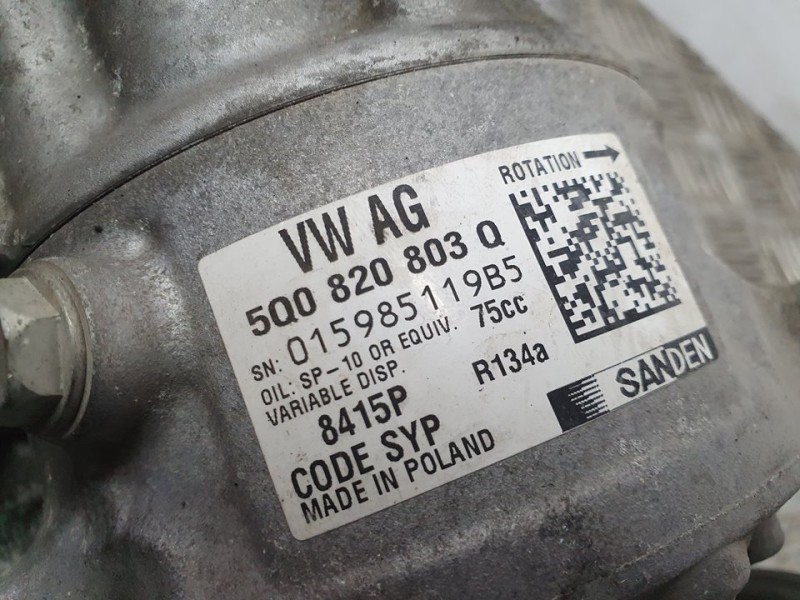 ROTATION
VW AG
5Q0 820 803 Q
SN: 015985119B5
OIL: SP-10 OR EQUIV. 75cc
VARIABLE DISP. R134a
8415P
SANDEN
CODE SYP
MADE IN POLAND